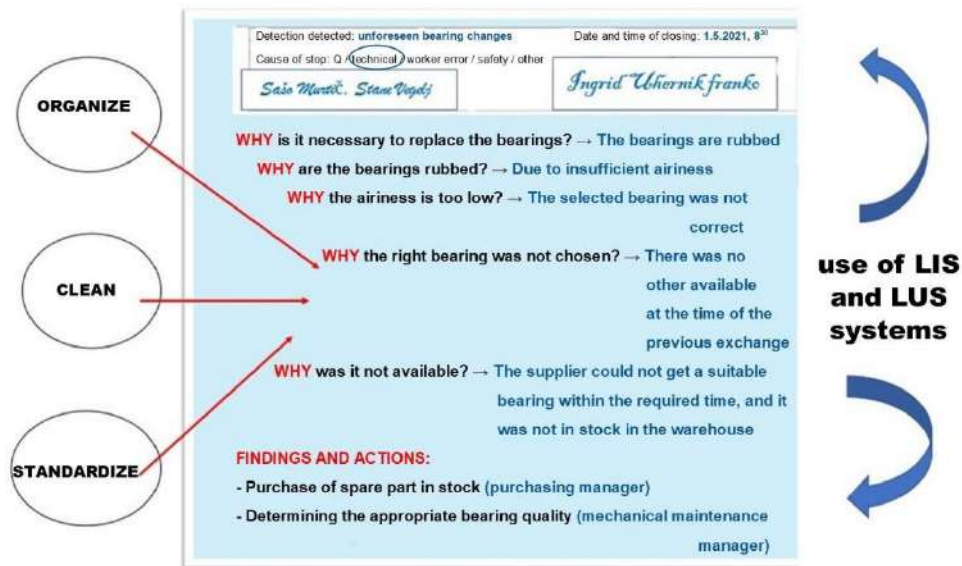 Detection detected: unforeseen bearing changes Date and time of closing: 1.5.2021, 8³⁰
Cause of stop: Q / technical / worker error / safety / other
Sašo Murtič, Stane Vegelj
Ingrid Uhernik franko
ORGANIZE
CLEAN
STANDARDIZE
WHY is it necessary to replace the bearings? → The bearings are rubbed
WHY are the bearings rubbed? → Due to insufficient airiness
WHY the airiness is too low? → The selected bearing was not
correct
WHY the right bearing was not chosen? → There was no
other available
at the time of the
previous exchange
WHY was it not available? → The supplier could not get a suitable
bearing within the required time, and it
was not in stock in the warehouse
FINDINGS AND ACTIONS:
- Purchase of spare part in stock (purchasing manager)
- Determining the appropriate bearing quality (mechanical maintenance
manager)
use of LIS
and LUS
systems